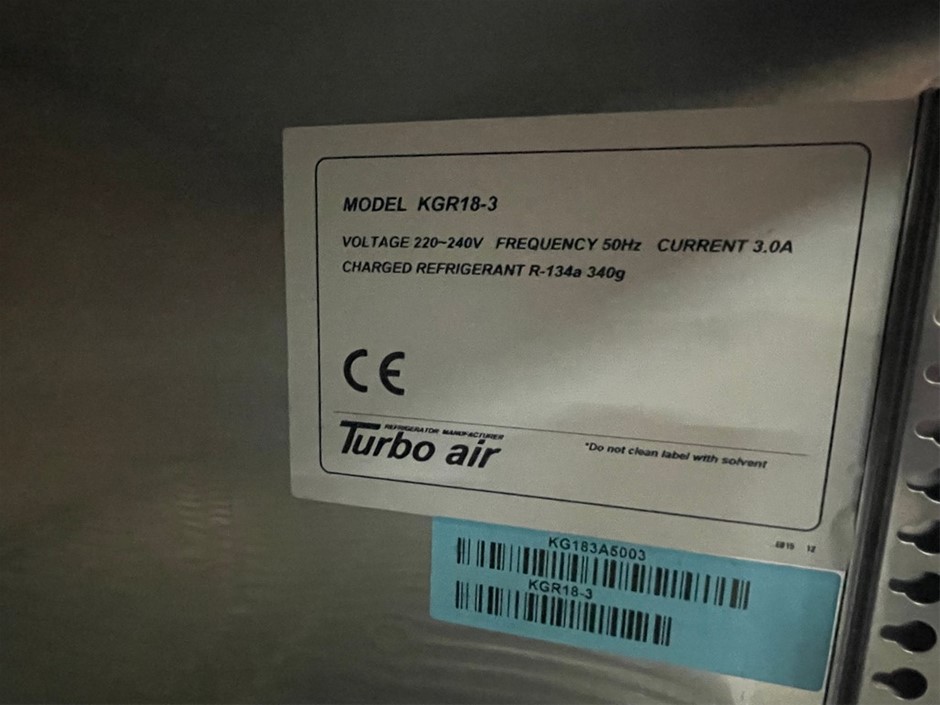 MODEL KGR18-3
VOLTAGE 220~240V FREQUENCY 50Hz CURRENT 3.0A
CHARGED REFRIGERANT R-134a 340g
CE
REFRIGERATOR MANUFACTURER
Turbo air
*Do not clean label with solvent
KG183A5003
KGR18-3